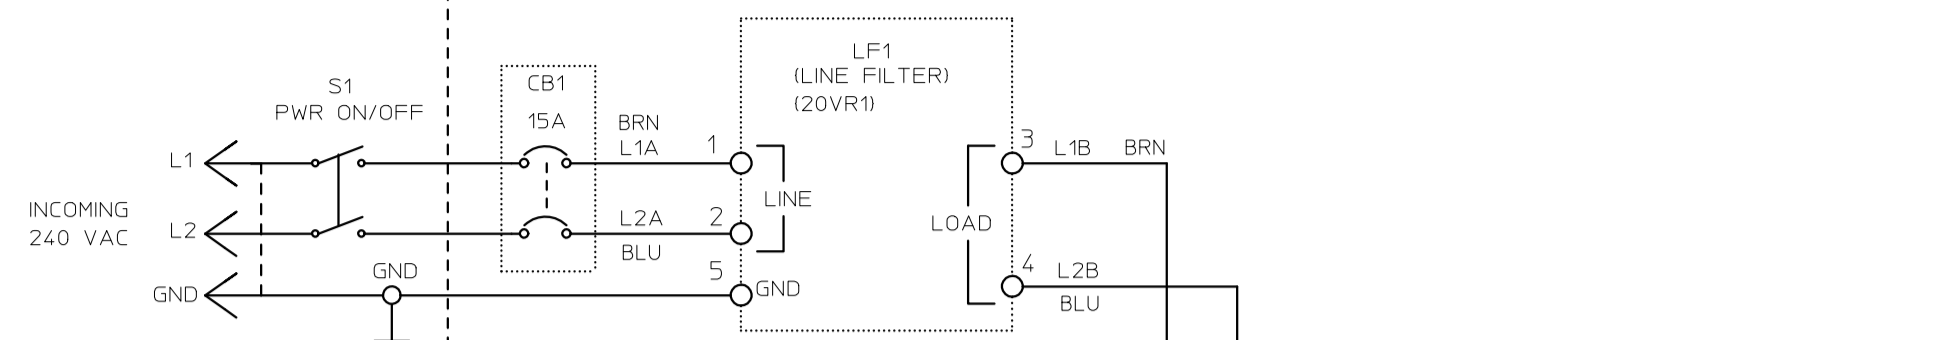 S1
PWR ON/OFF
INCOMING
240 VAC
L1
L2
GND
GND
CB1
15A
BRN
L1A
L2A
BLU
1
2
5
LF1
(LINE FILTER)
(20VR1)
LINE
GND
LOAD
3
L1B BRN
4
L2B
BLU